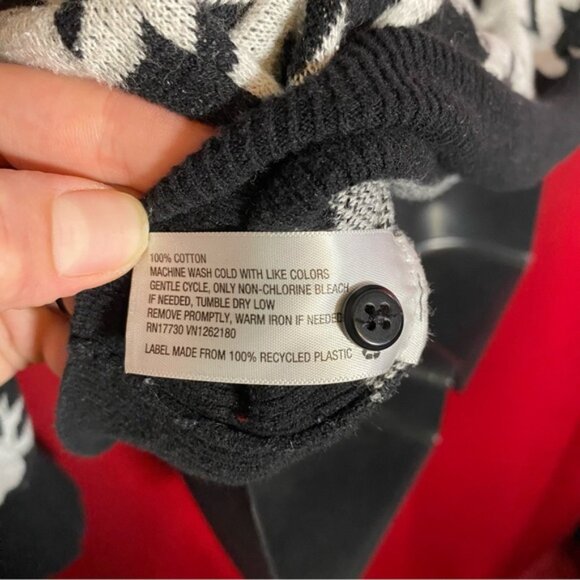 100% COTTON
MACHINE WASH COLD WITH LIKE COLORS
GENTLE CYCLE, ONLY NON-CHLORINE BLEACH
IF NEEDED, TUMBLE DRY LOW
REMOVE PROMPTLY, WARM IRON IF NEEDED
RN17730 VN1262180
LABEL MADE FROM 100% RECYCLED PLASTIC